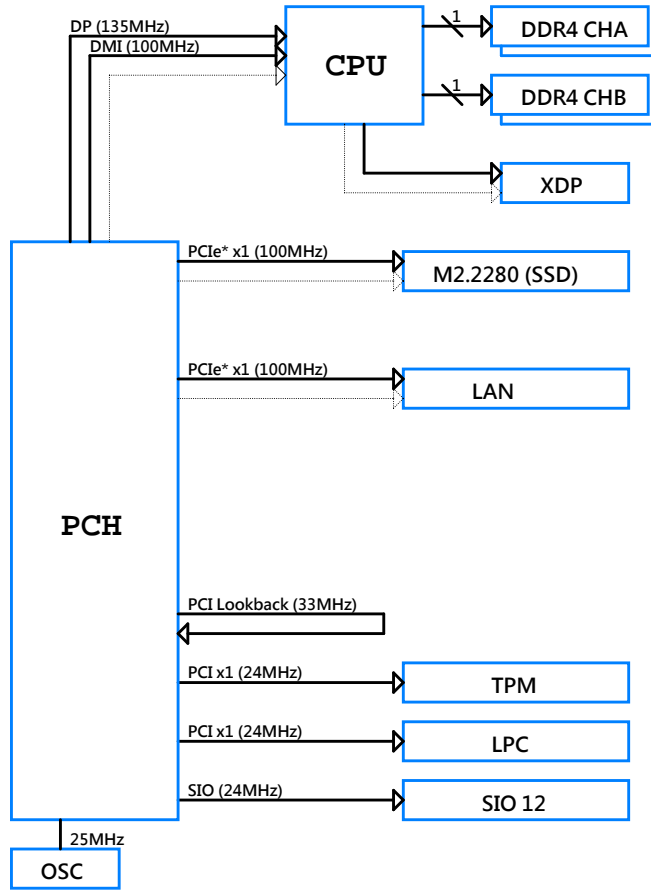 DP (135MHz)
DMI (100MHz)
CPU
1
DDR4 CHA
1
DDR4 CHB
XDP
PCIe* x1 (100MHz)
M2.2280 (SSD)
PCIe* x1 (100MHz)
LAN
PCH
PCI Lookback (33MHz)
PCI x1 (24MHz)
TPM
PCI x1 (24MHz)
LPC
SIO (24MHz)
SIO 12
25MHz
OSC